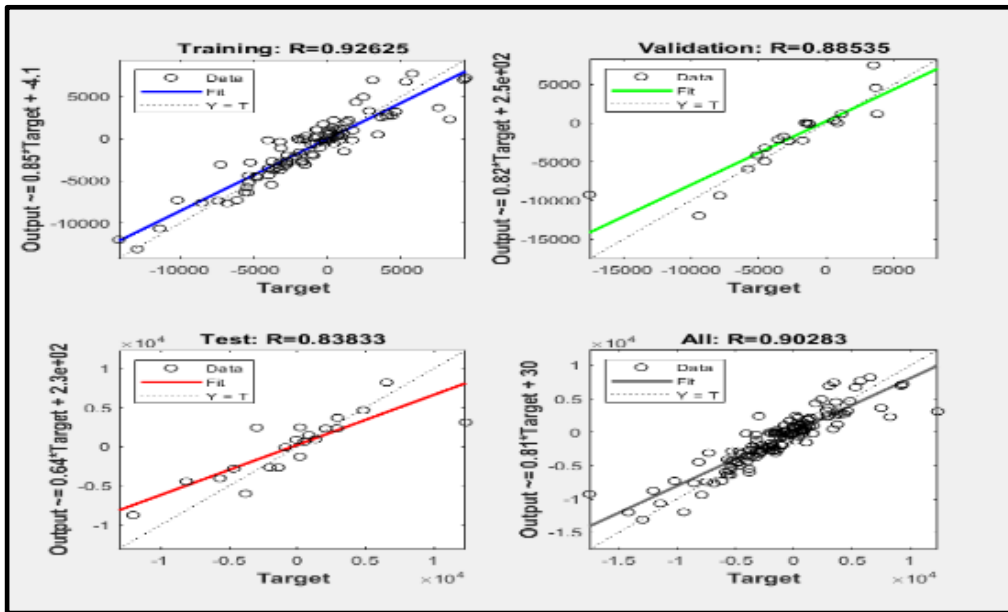 Training: R=0.92625
Output ~= 0.85*Target + -4.1
5000
0
-5000
-10000
Data
Fit
Y = T
-10000 -5000 0 5000
Target
Validation: R=0.88535
Output ~= 0.82*Target + 2.5e+02
5000
0
-5000
-10000
-15000
Data
Fit
Y = T
-15000 -10000 -5000 0 5000
Target
Test: R=0.83833
×10⁴
Output ~= 0.64*Target + 2.3e+02
1
0.5
0
-0.5
-1
Data
Fit
Y = T
-1 -0.5 0 0.5 1
Target
×10⁴
All: R=0.90283
×10⁴
Output ~= 0.81*Target + 30
1
0.5
0
-0.5
-1
-1.5
Data
Fit
Y = T
-1.5 -1 -0.5 0 0.5 1
Target
×10⁴